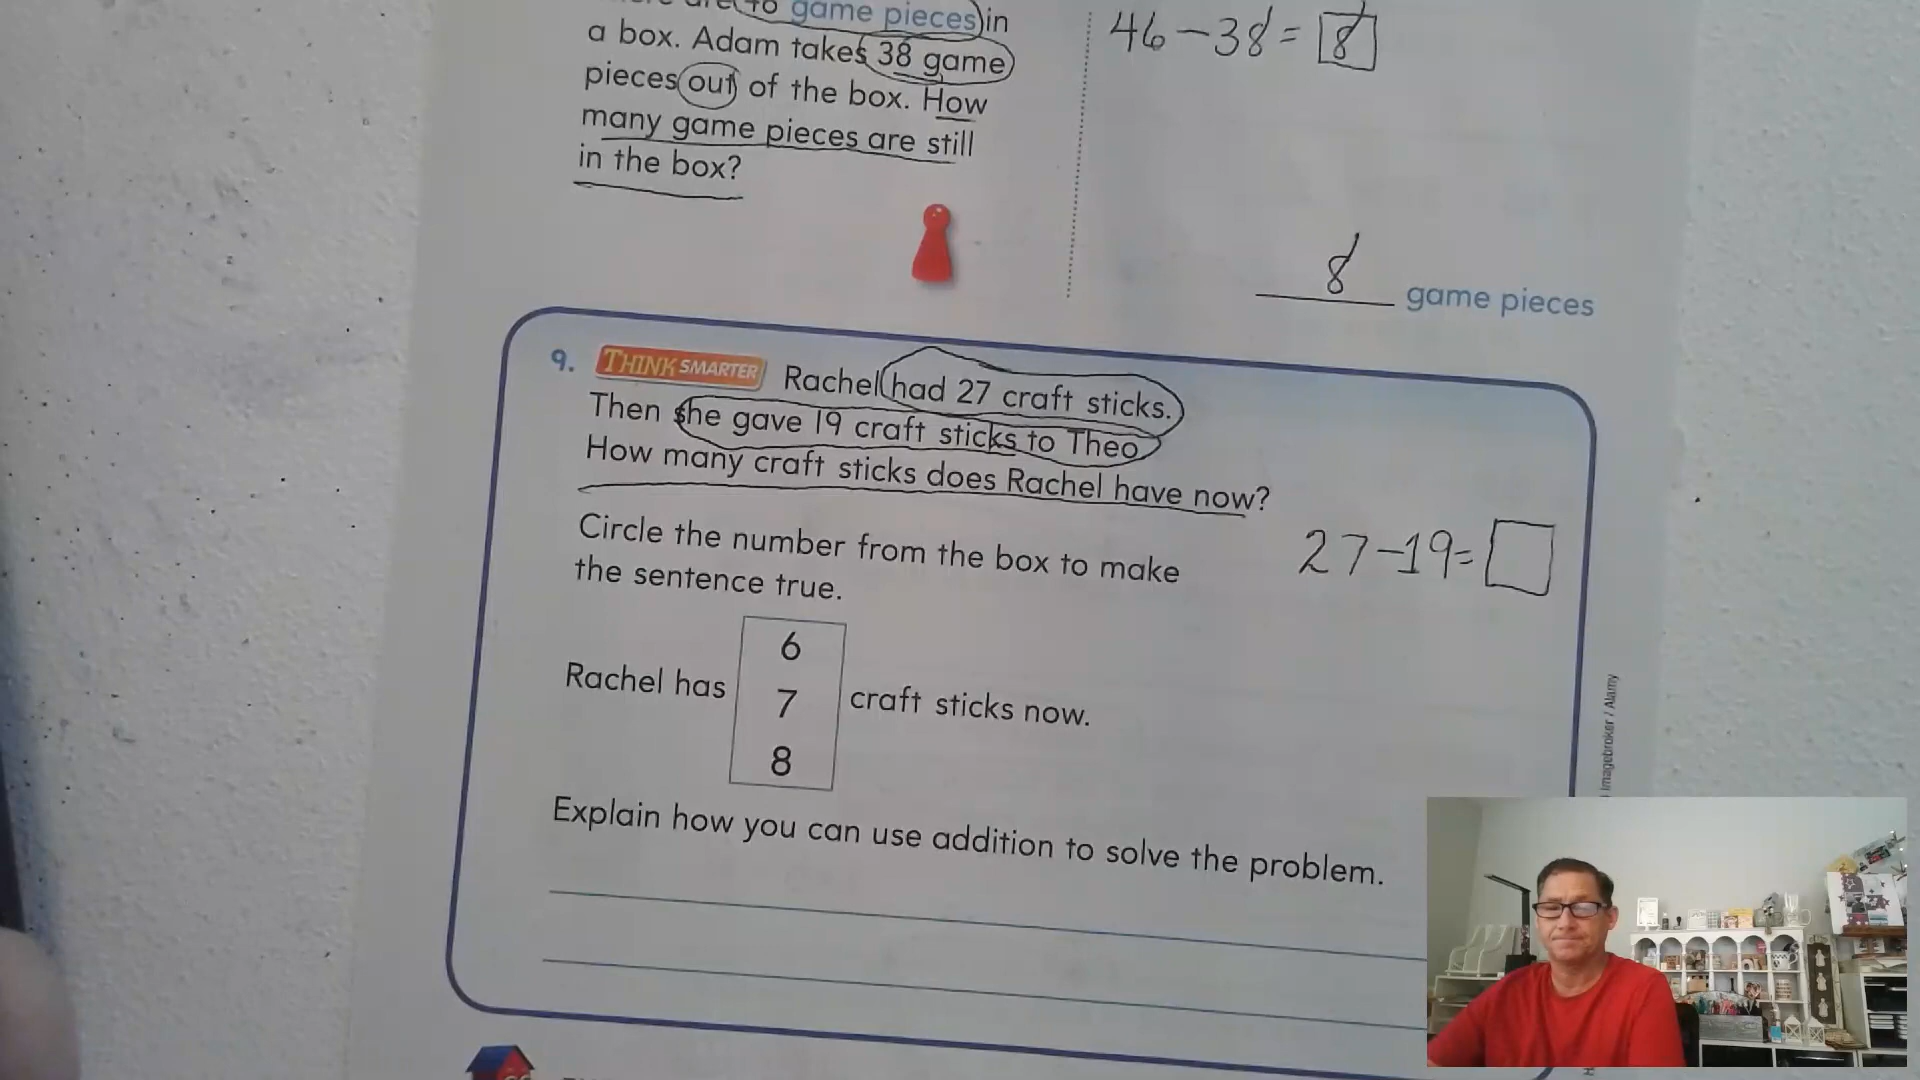 game pieces in
a box. Adam takes 38 game
pieces out of the box. How
many game pieces are still
in the box?
46-38= 8
8 game pieces
9. THINK SMARTER Rachel had 27 craft sticks.
Then she gave 19 craft sticks to Theo
How many craft sticks does Rachel have now?
27-19=
Circle the number from the box to make
the sentence true.
6
Rachel has 7 craft sticks now.
8
Explain how you can use addition to solve the problem.
Imagebroker / Alamy